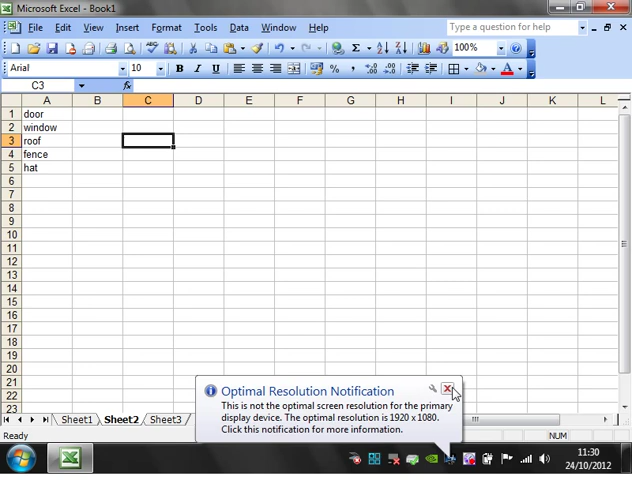 Microsoft Excel - Book1
File Edit View Insert Format Tools Data Window Help Type a question for help
100%
Arial 10 B I U
C3 fx
A B C D E F G H I J K L
1 door
2 window
3 roof
4 fence
5 hat
6
7
8
9
10
11
12
13
14
15
16
17
18
19
20
21
22
23
Optimal Resolution Notification
This is not the optimal screen resolution for the primary
display device. The optimal resolution is 1920 x 1080.
Click this notification for more information.
Sheet1 Sheet2 Sheet3
Ready NUM
11:30
24/10/2012